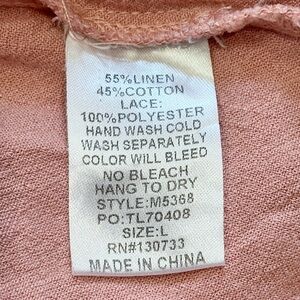 55%LINEN
45%COTTON
LACE:
100%POLYESTER
HAND WASH COLD
WASH SEPARATELY
COLOR WILL BLEED
NO BLEACH
HANG TO DRY
STYLE:M5368
PO:TL70408
SIZE:L
RN#130733
MADE IN CHINA